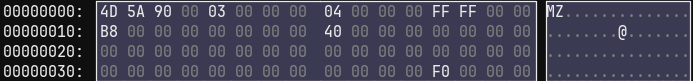 00000000: 4D 5A 90 00 03 00 00 00 04 00 00 00 FF FF 00 00 MZ..............
00000010: B8 00 00 00 00 00 00 00 40 00 00 00 00 00 00 00 ........@.......
00000020: 00 00 00 00 00 00 00 00 00 00 00 00 00 00 00 00 ................
00000030: 00 00 00 00 00 00 00 00 00 00 00 00 F0 00 00 00 ................